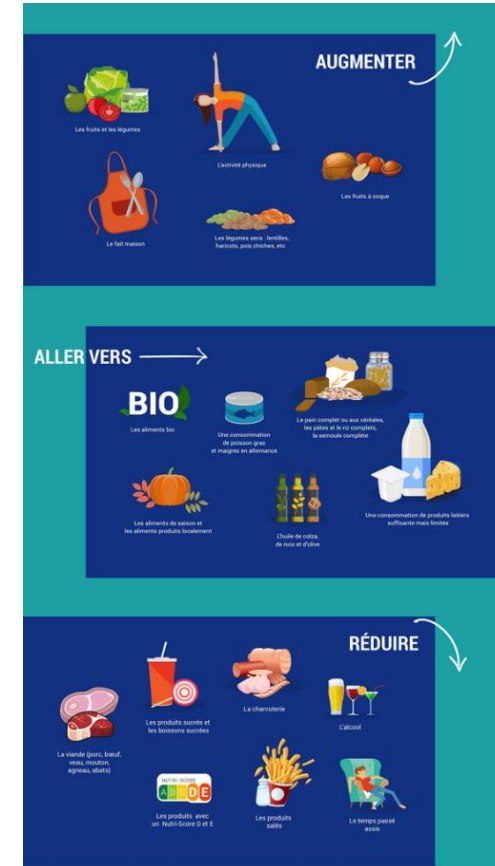 AUGMENTER
Les fruits et les légumes
L'activité physique
Les fruits à coque
Le fait maison
Les légumes secs : lentilles,
haricots, pois chiches, etc.
ALLER VERS
BIO
Les aliments bio
Une consommation
de poisson gras
et maigres en alternance
Le pain complet ou aux céréales,
les pâtes et le riz complets,
la semoule complète
Les aliments de saison et
les aliments produits localement
L'huile de colza,
de noix et d'olive
Une consommation de produits laitiers
suffisante mais limitée
RÉDUIRE
La viande (porc, bœuf,
veau, mouton,
agneau, abats)
Les produits sucrés et
les boissons sucrées
La charcuterie
L'alcool
NUTRI-SCORE
A B C D E
Les produits avec
un Nutri-Score D et E
Les produits
salés
Le temps passé
assis